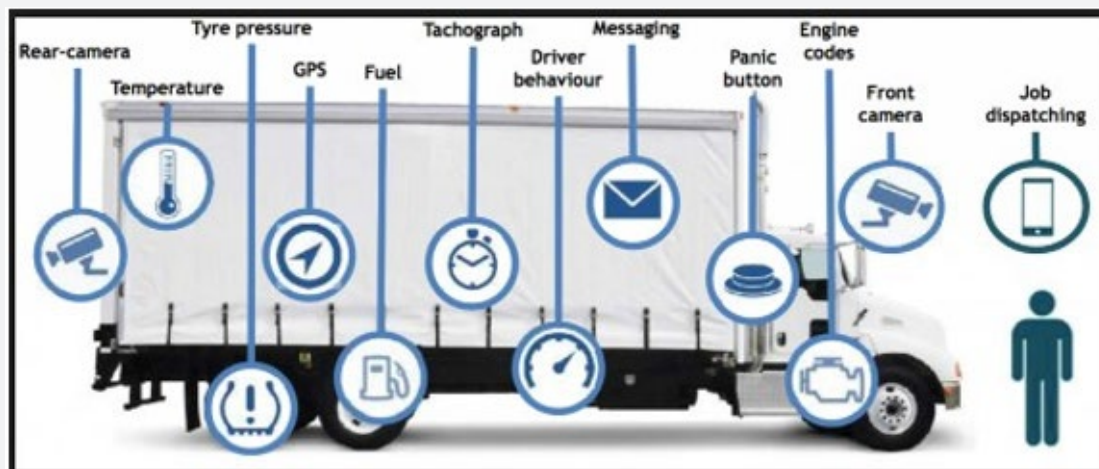 Rear-camera
Temperature
Tyre pressure
GPS
Fuel
Tachograph
Driver
behaviour
Messaging
Panic
button
Engine
codes
Front
camera
Job
dispatching